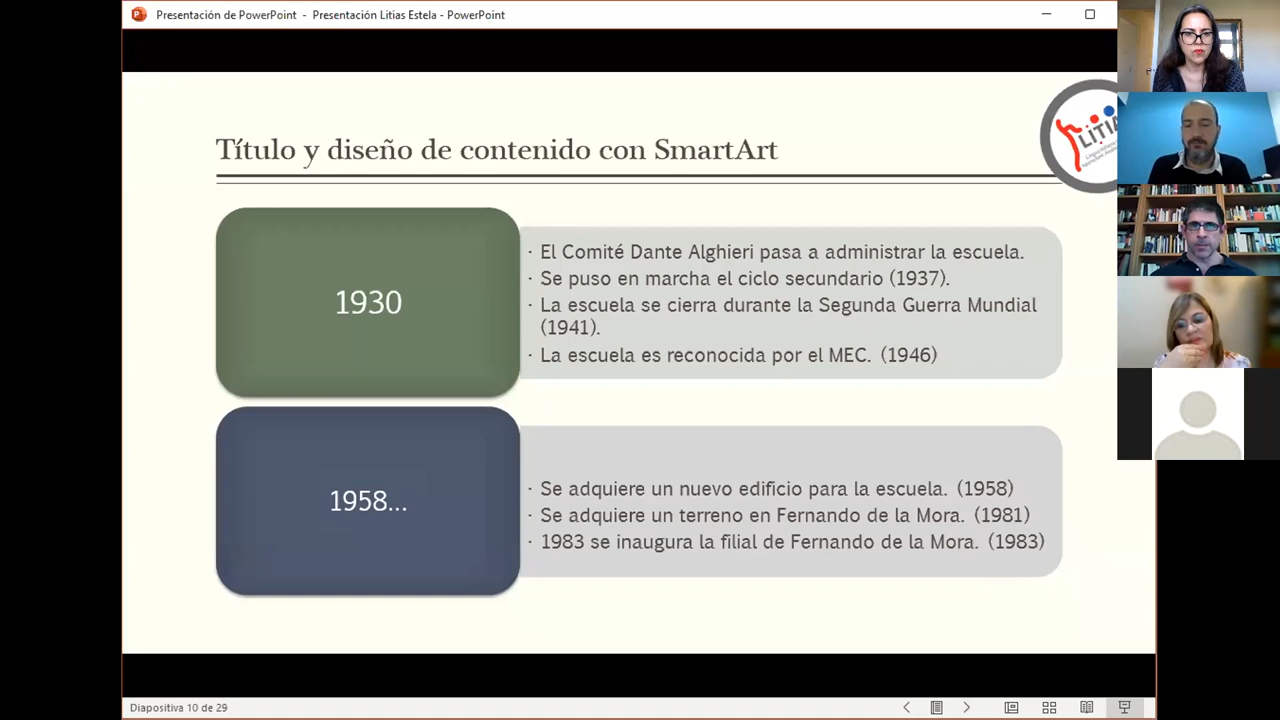 Presentación de PowerPoint - Presentación Litias Estela - PowerPoint
Título y diseño de contenido con SmartArt
LITIA
1930
· El Comité Dante Alghieri pasa a administrar la escuela.
· Se puso en marcha el ciclo secundario (1937).
· La escuela se cierra durante la Segunda Guerra Mundial
(1941).
· La escuela es reconocida por el MEC. (1946)
1958...
· Se adquiere un nuevo edificio para la escuela. (1958)
· Se adquiere un terreno en Fernando de la Mora. (1981)
· 1983 se inaugura la filial de Fernando de la Mora. (1983)
Diapositiva 10 de 29